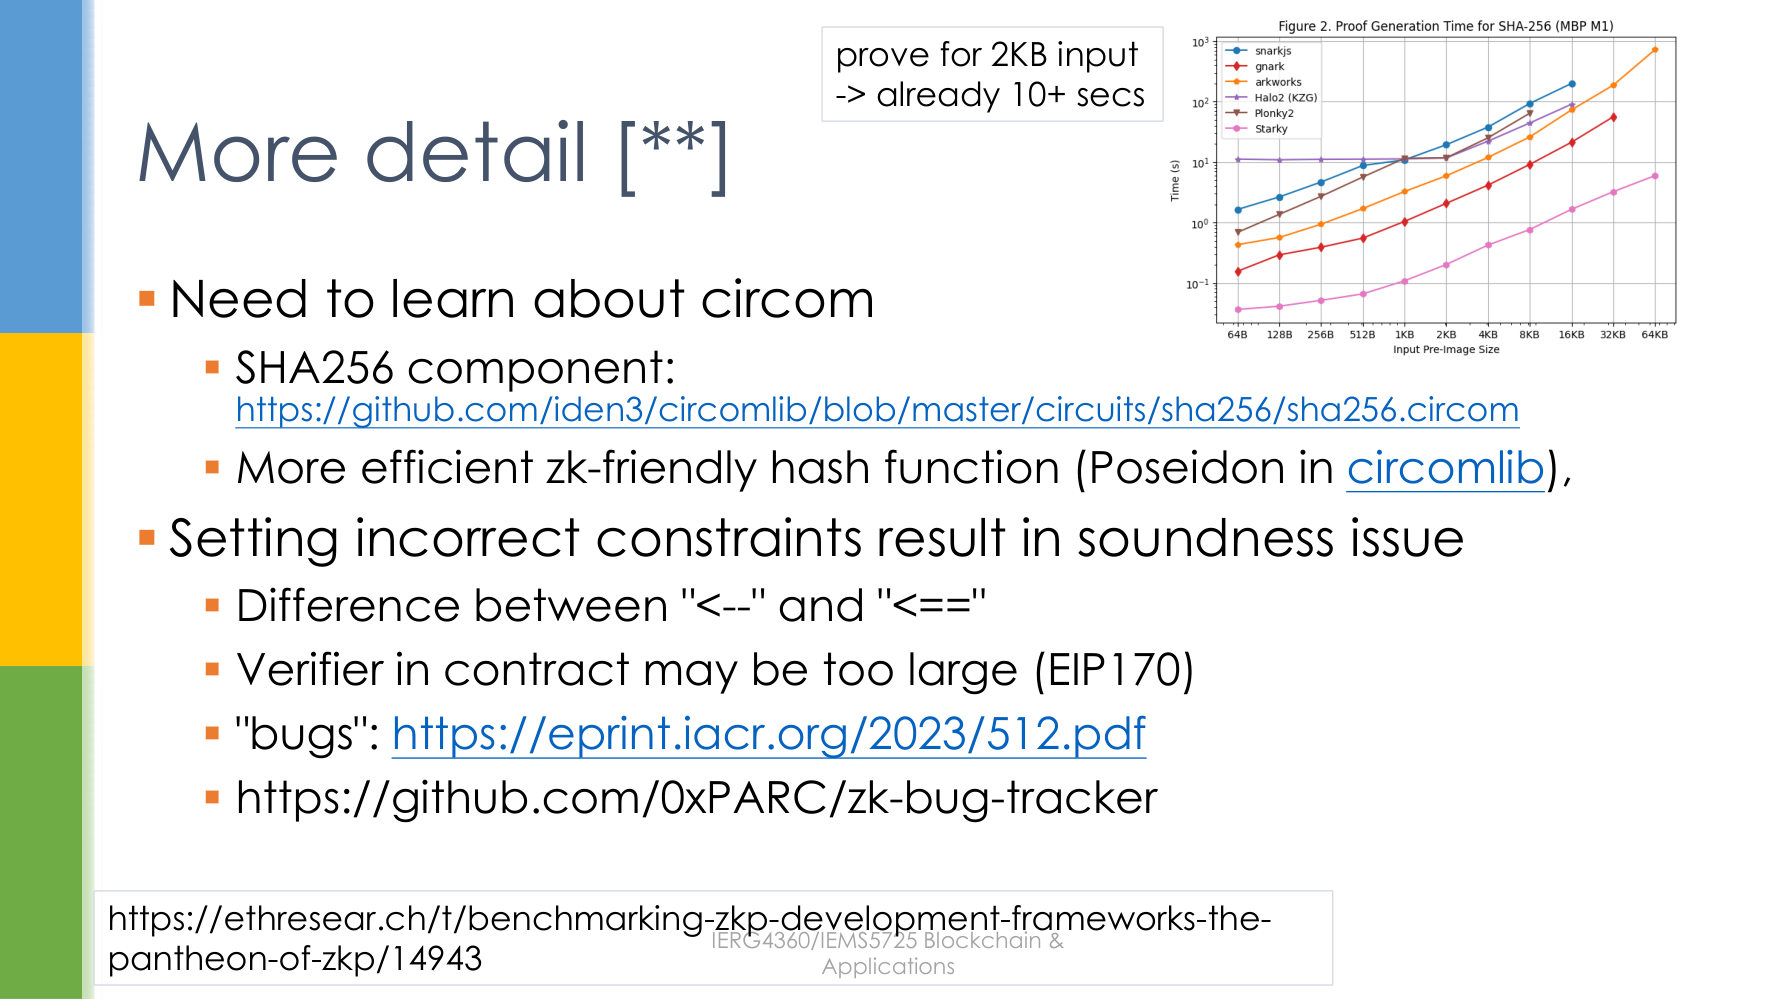 prove for 2KB input
-> already 10+ secs
More detail [**]
Figure 2. Proof Generation Time for SHA-256 (MBP M1)
snarkjs
gnark
arkworks
Halo2 (KZG)
Plonky2
Starky
Time (s)
10³
10²
10¹
10⁰
10⁻¹
64B 128B 256B 512B 1KB 2KB 4KB 8KB 16KB 32KB 64KB
Input Pre-Image Size
Need to learn about circom
SHA256 component:
https://github.com/iden3/circomlib/blob/master/circuits/sha256/sha256.circom
More efficient zk-friendly hash function (Poseidon in circomlib),
Setting incorrect constraints result in soundness issue
Difference between "<--" and "<=="
Verifier in contract may be too large (EIP170)
"bugs": https://eprint.iacr.org/2023/512.pdf
https://github.com/0xPARC/zk-bug-tracker
https://ethresear.ch/t/benchmarking-zkp-development-frameworks-the-
pantheon-of-zkp/14943
IERG4360/IEMS5725 Blockchain &
Applications